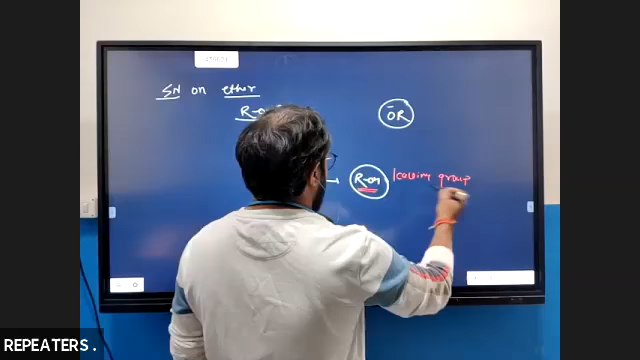 SN on ether
R-O
ŌR
→ R-OH leaving group
REPEATERS .